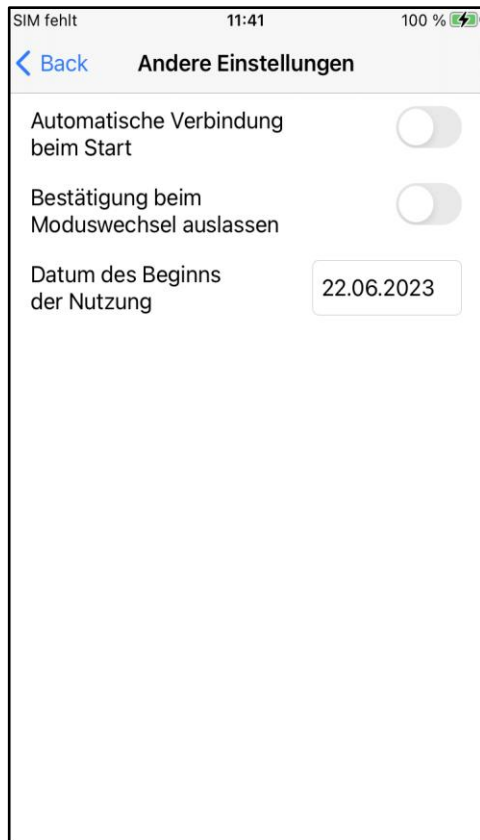 SIM fehlt 11:41 100 %
Back Andere Einstellungen
Automatische Verbindung
beim Start
Bestätigung beim
Moduswechsel auslassen
Datum des Beginns
der Nutzung
22.06.2023